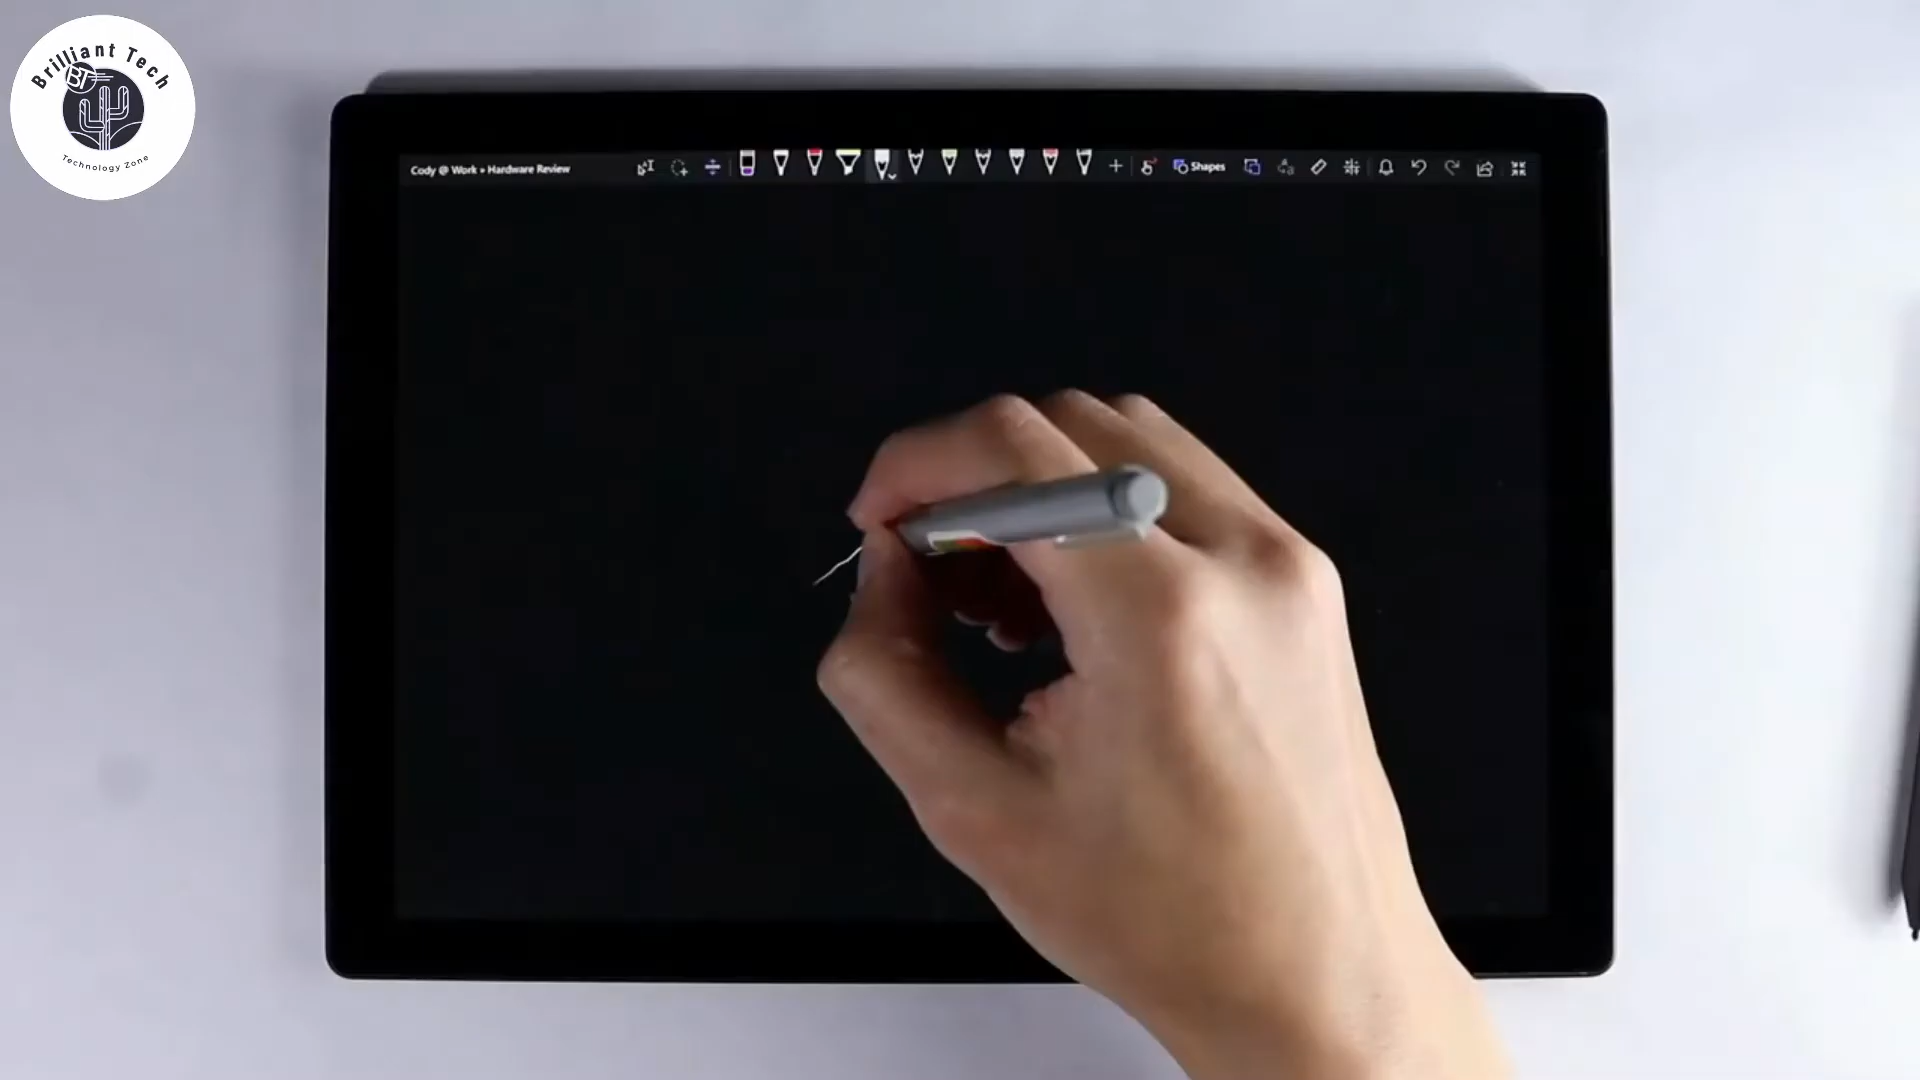 Brilliant Tech
BT
Technology Zone
Cody @ Work » Hardware Review
Shapes